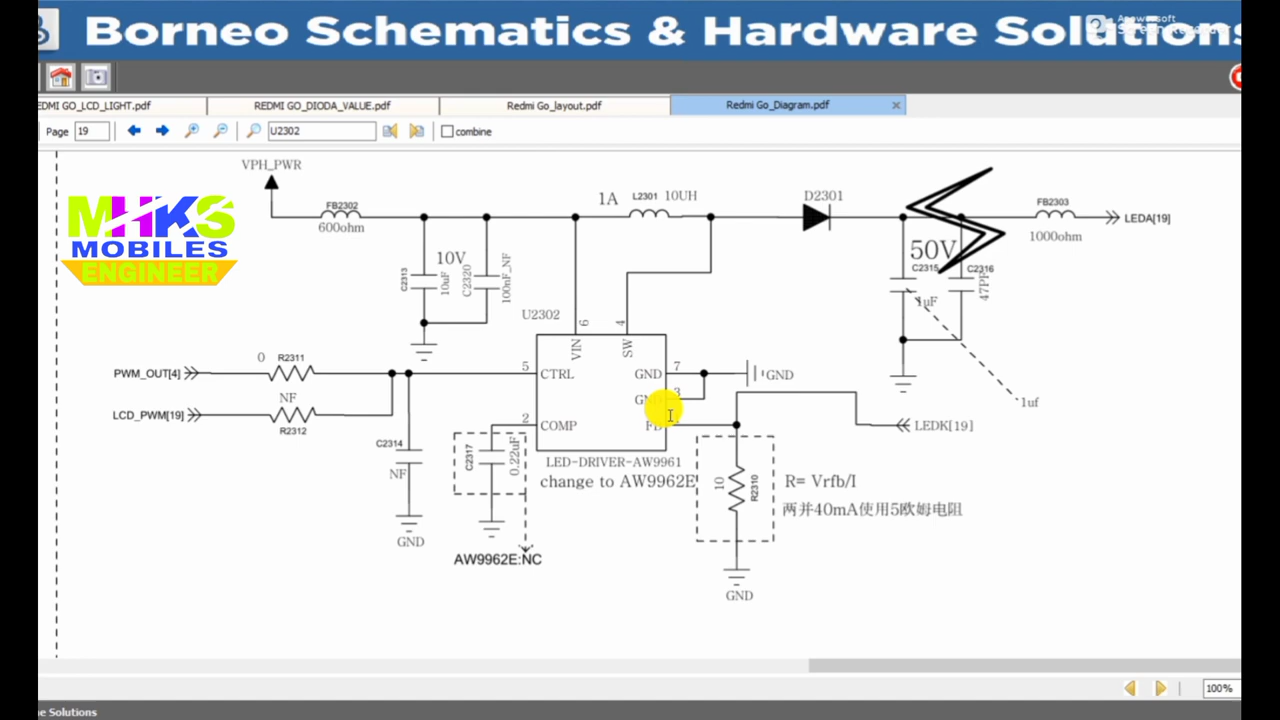 Borneo Schematics & Hardware Solutions
REDMI GO_LCD_LIGHT.pdf
REDMI GO_DIODA_VALUE.pdf
Redmi Go_layout.pdf
Redmi Go_Diagram.pdf
Page 19
U2302
combine
VPH_PWR
MHKS
MOBILES
ENGINEER
FB2302
600ohm
1A
L2301 10UH
D2301
FB2303
1000ohm
LEDA[19]
10V
C2313
10uF
C2320
100nF_NF
50V
C2315
1uF
C2316
47PF
1uf
U2302
6
4
VIN
SW
PWM_OUT[4]
0
R2311
5
CTRL
GND
7
GND
LCD_PWM[19]
NF
R2312
3
2
COMP
LEDK[19]
C2314
NF
GND
C2317
0.22uF
LED-DRIVER-AW9961
change to AW9962E
10
R2310
R= Vrfb/I
两并40mA使用5欧姆电阻
AW9962E:NC
GND
100%